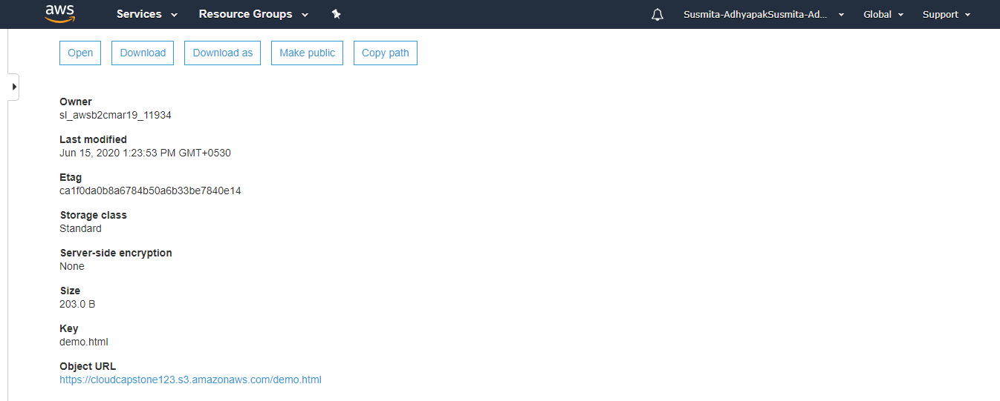 aws Services Resource Groups Susmita-AdhyapakSusmita-Ad... Global Support
Open Download Download as Make public Copy path
Owner
sl_awsb2cmar19_11934
Last modified
Jun 15, 2020 1:23:53 PM GMT+0530
Etag
ca1f0da0b8a6784b50a6b33be7840e14
Storage class
Standard
Server-side encryption
None
Size
203.0 B
Key
demo.html
Object URL
https://cloudcapstone123.s3.amazonaws.com/demo.html